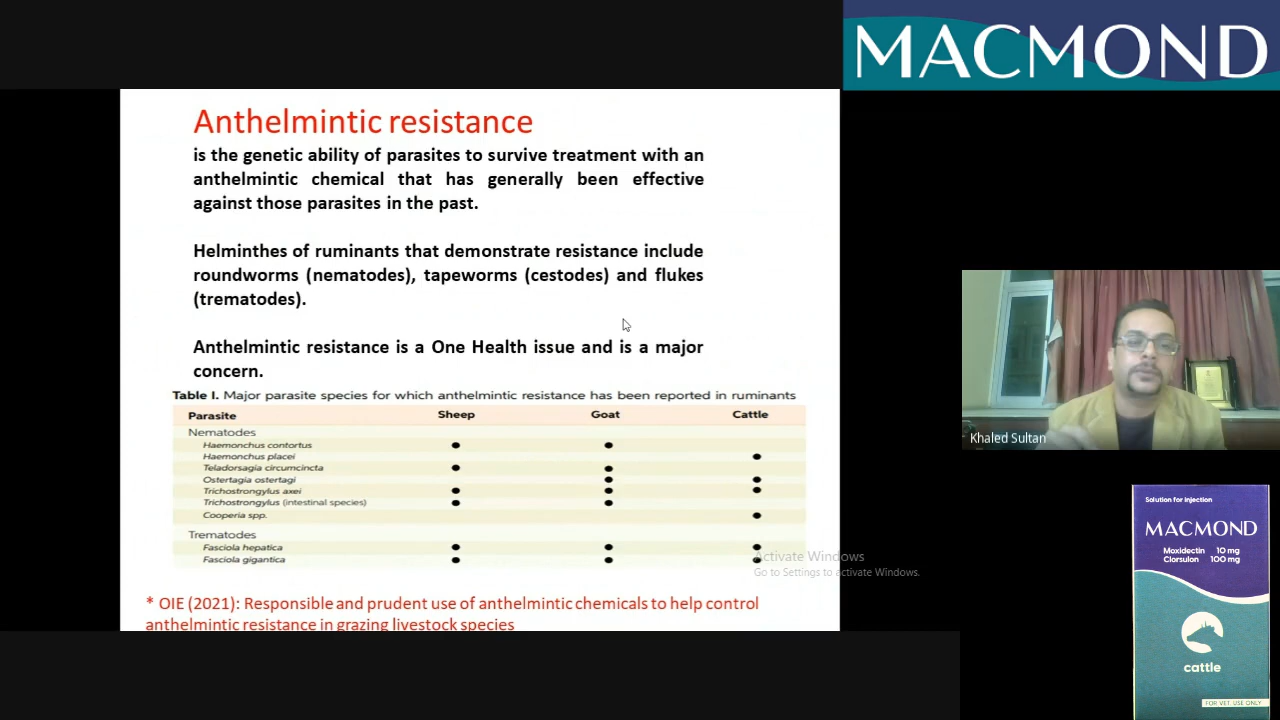 MACMOND
Anthelmintic resistance
is the genetic ability of parasites to survive treatment with an
anthelmintic chemical that has generally been effective
against those parasites in the past.
Helminthes of ruminants that demonstrate resistance include
roundworms (nematodes), tapeworms (cestodes) and flukes
(trematodes).
Anthelmintic resistance is a One Health issue and is a major
concern.
Table I. Major parasite species for which anthelmintic resistance has been reported in ruminants
Parasite Sheep Goat Cattle
Nematodes
Haemonchus contortus ● ●
Haemonchus placei ●
Teladorsagia circumcincta ● ●
Ostertagia ostertagi ● ●
Trichostrongylus axei ● ● ●
Trichostrongylus (intestinal species) ● ●
Cooperia spp. ●
Trematodes
Fasciola hepatica ● ● ●
Fasciola gigantica ● ● ●
Activate Windows
Go to Settings to activate Windows.
* OIE (2021): Responsible and prudent use of anthelmintic chemicals to help control
anthelmintic resistance in grazing livestock species
Khaled Sultan
Solution for Injection
MACMOND
Moxidectin 10 mg
Clorsulon 100 mg
cattle
FOR VET. USE ONLY